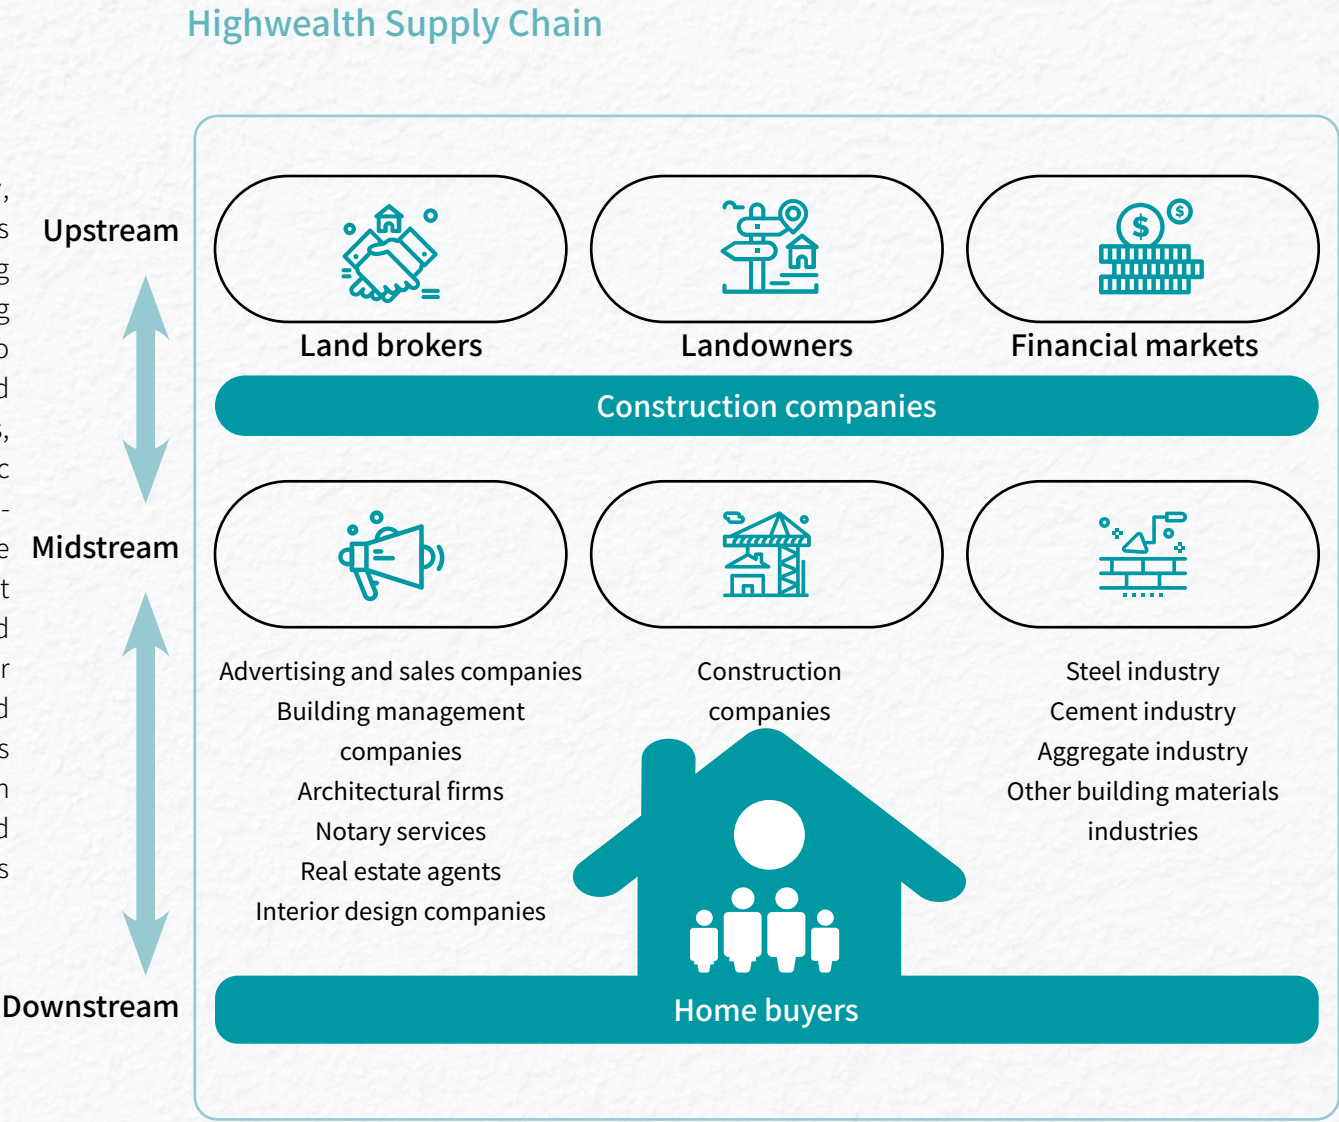 Highwealth Supply Chain
Upstream
Land brokers
Landowners
Financial markets
Construction companies
Midstream
Advertising and sales companies
Building management
companies
Architectural firms
Notary services
Real estate agents
Interior design companies
Construction
companies
Steel industry
Cement industry
Aggregate industry
Other building materials
industries
Downstream
Home buyers